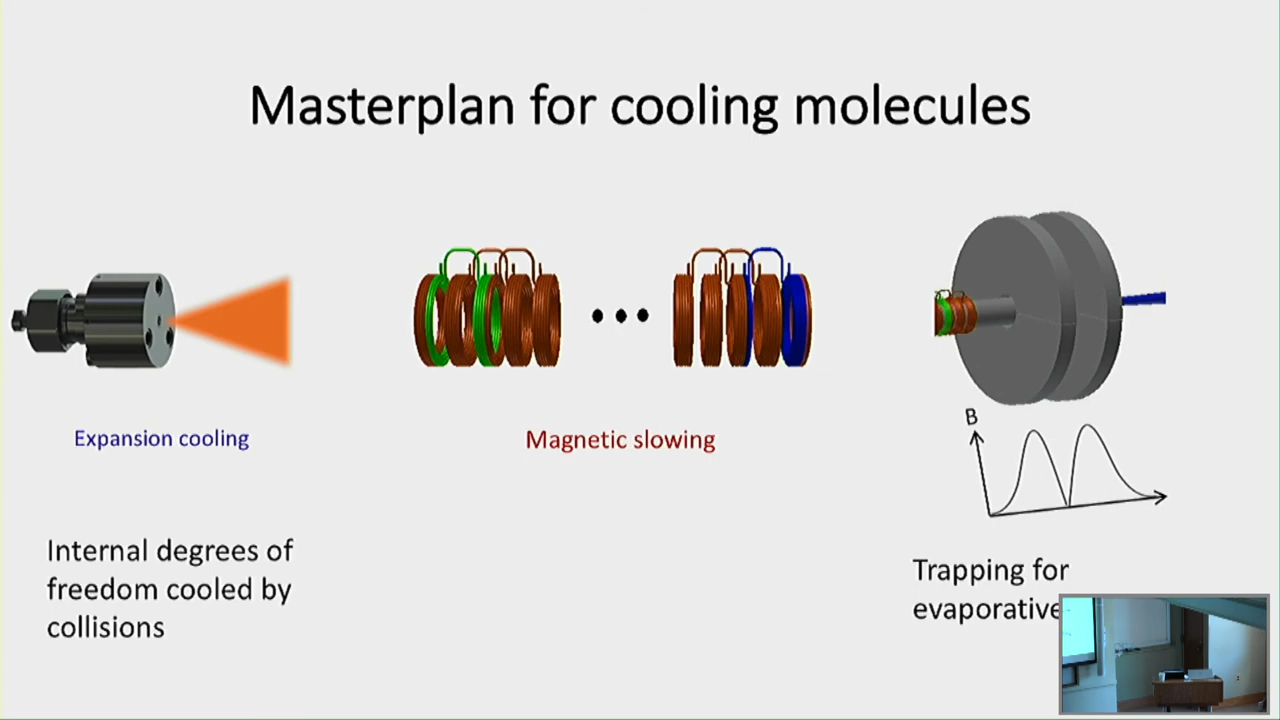 Masterplan for cooling molecules
Expansion cooling
Magnetic slowing
B
Internal degrees of
freedom cooled by
collisions
Trapping for
evaporative